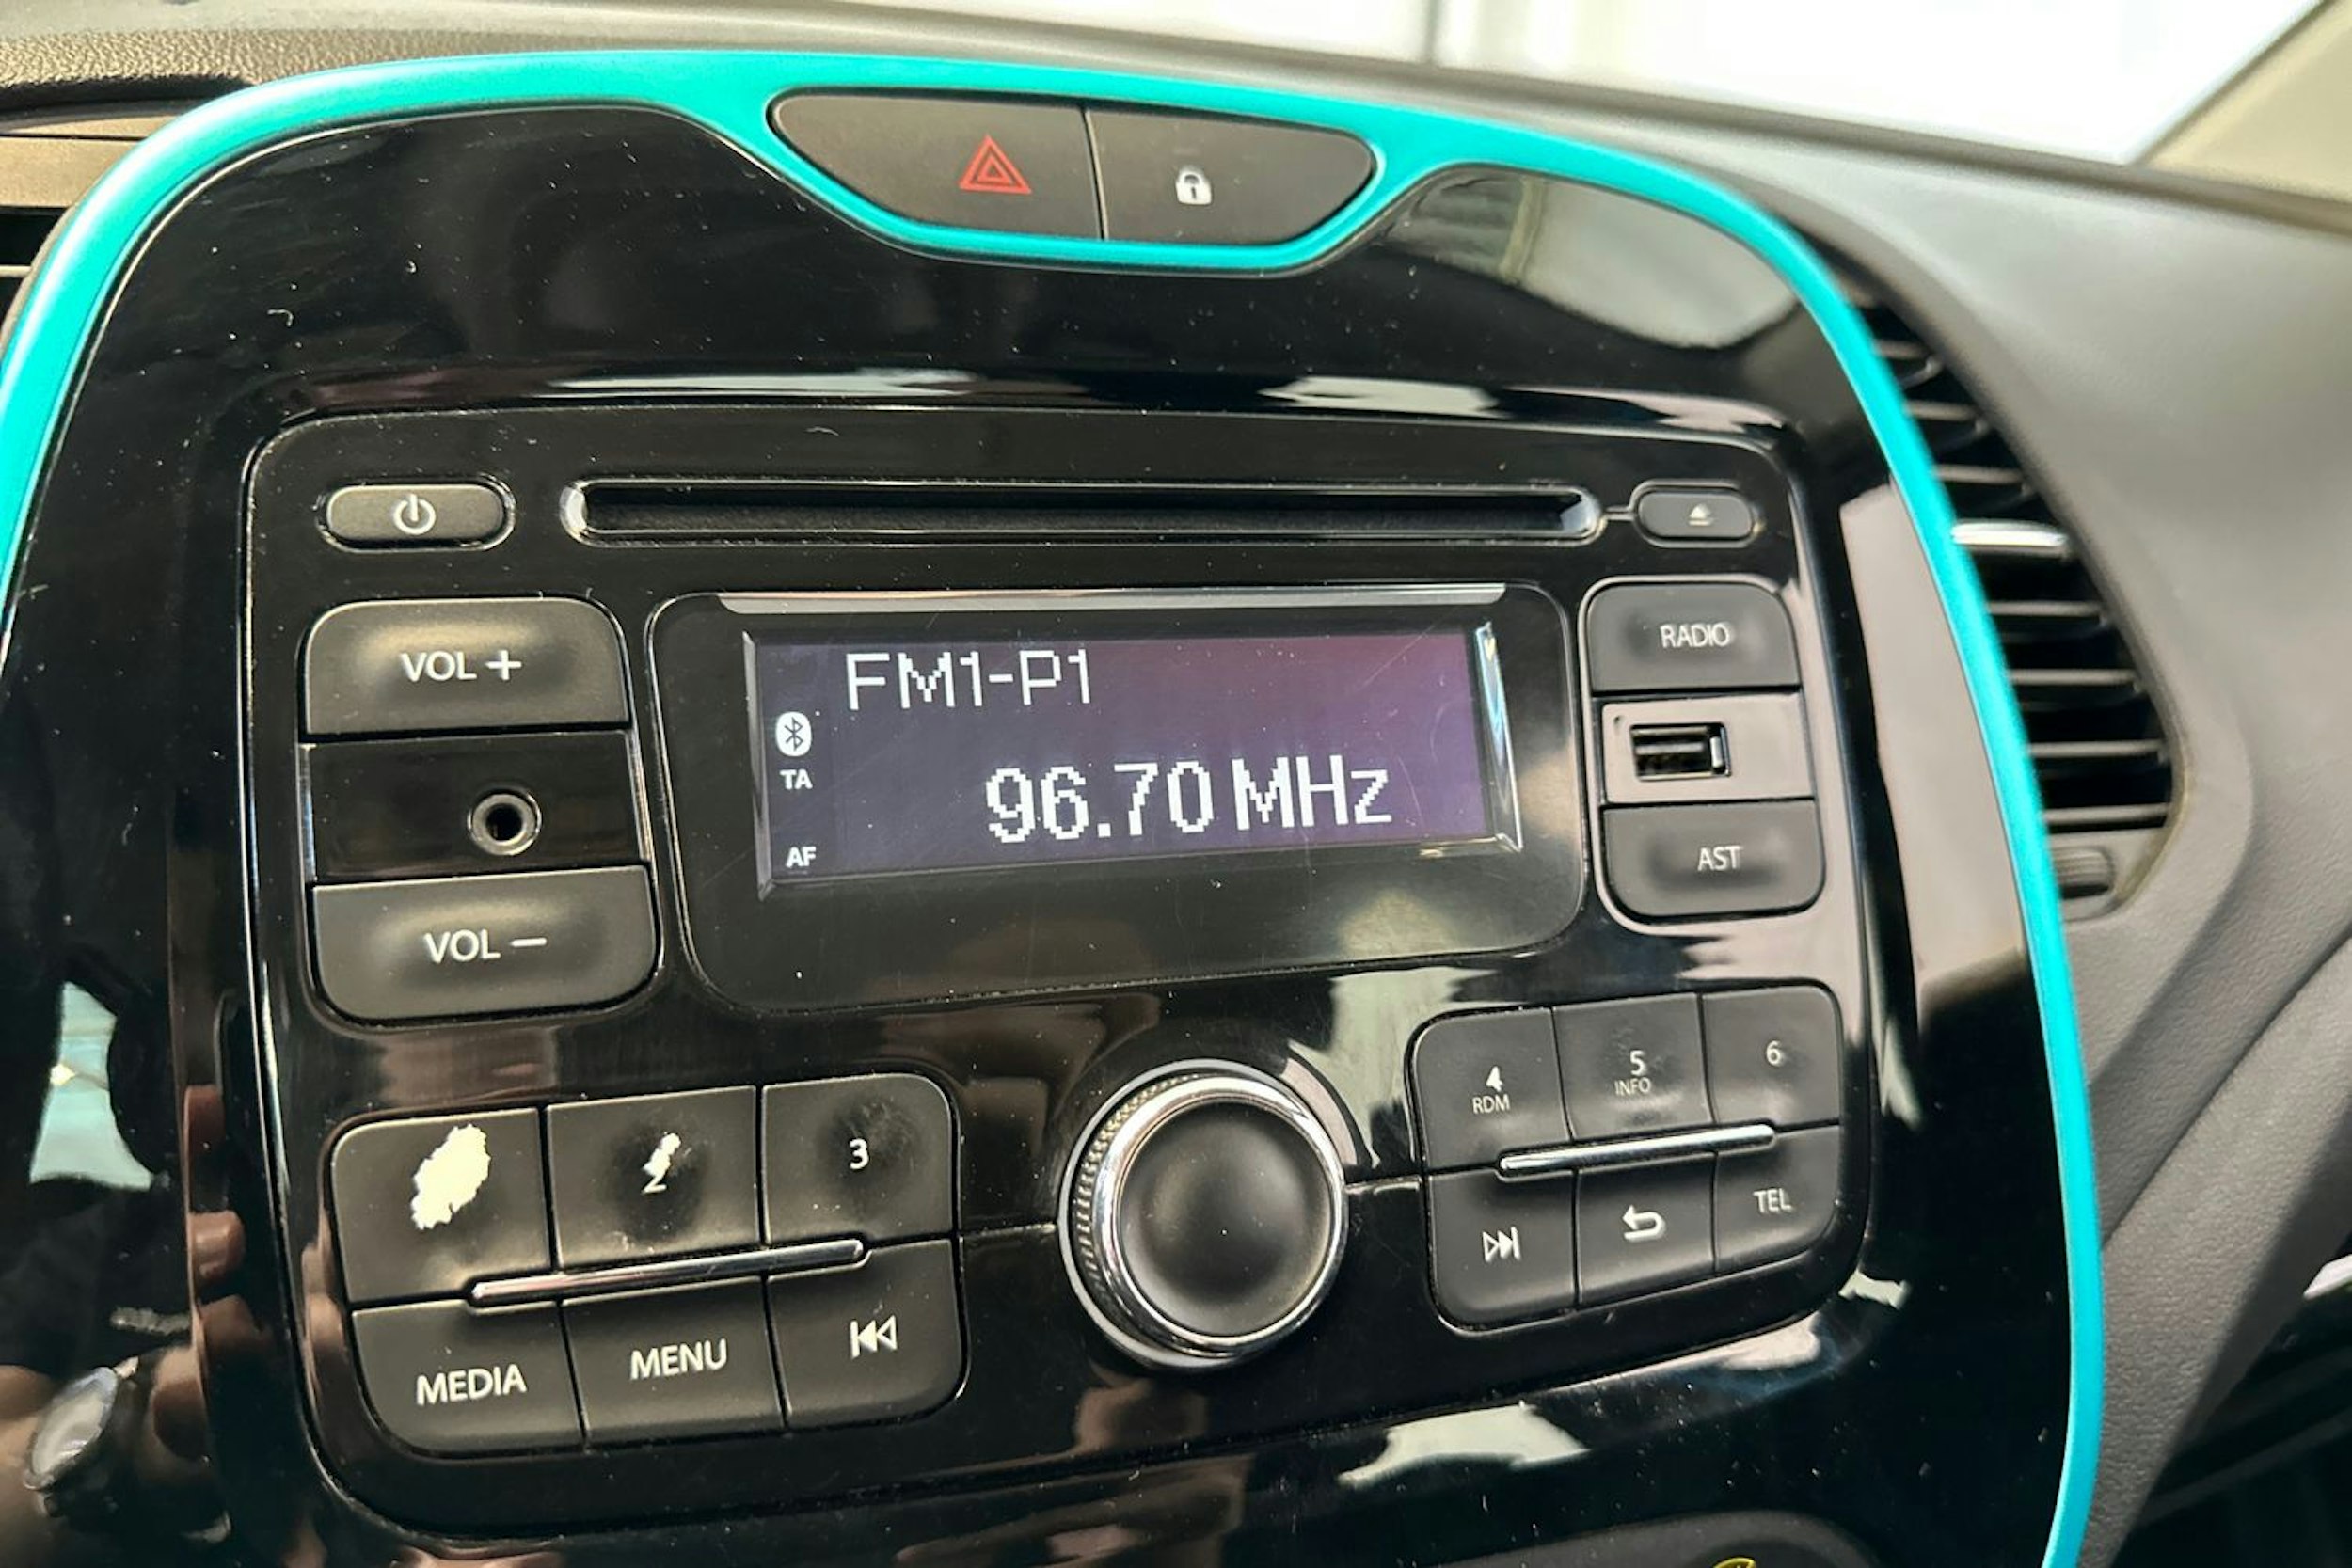 VOL +
FM1-P1
TA
96.70 MHz
AF
RADIO
AST
VOL −
2
3
4
RDM
5
INFO
6
MEDIA
MENU
TEL